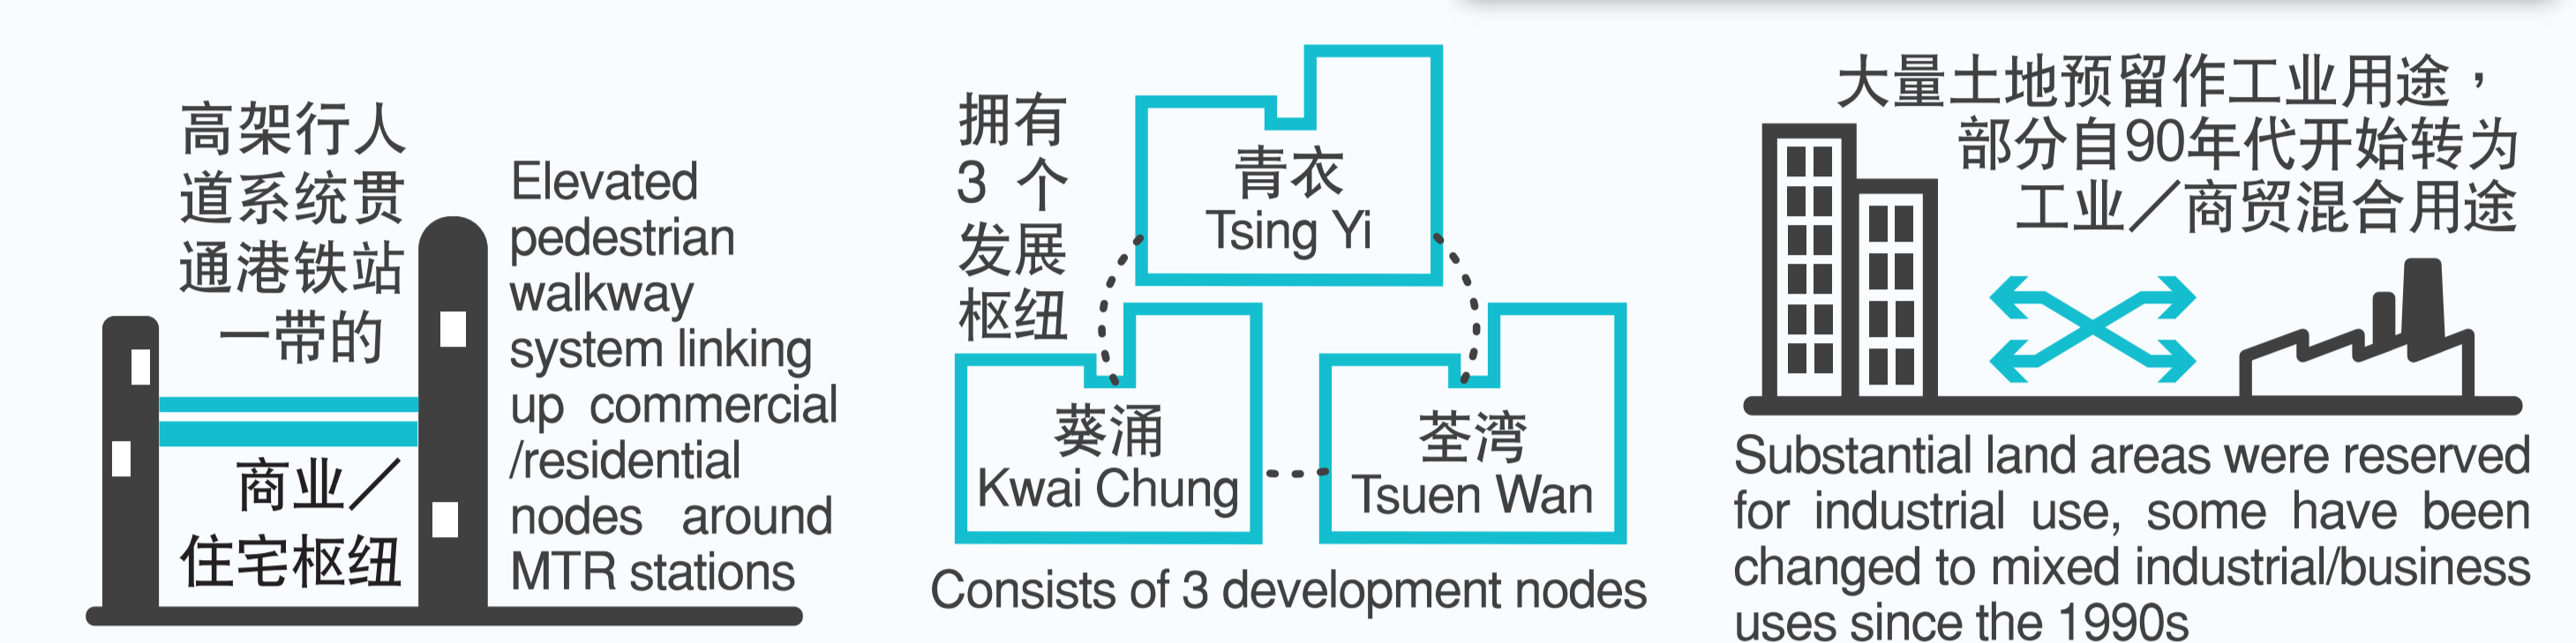 高架行人
道系统贯
通港铁站
一带的
商业／
住宅枢纽
Elevated
pedestrian
walkway
system linking
up commercial
/residential
nodes around
MTR stations
拥有
3 个
发展
枢纽
青衣
Tsing Yi
葵涌
Kwai Chung
荃湾
Tsuen Wan
Consists of 3 development nodes
大量土地预留作工业用途，
部分自90年代开始转为
工业／商贸混合用途
Substantial land areas were reserved
for industrial use, some have been
changed to mixed industrial/business
uses since the 1990s